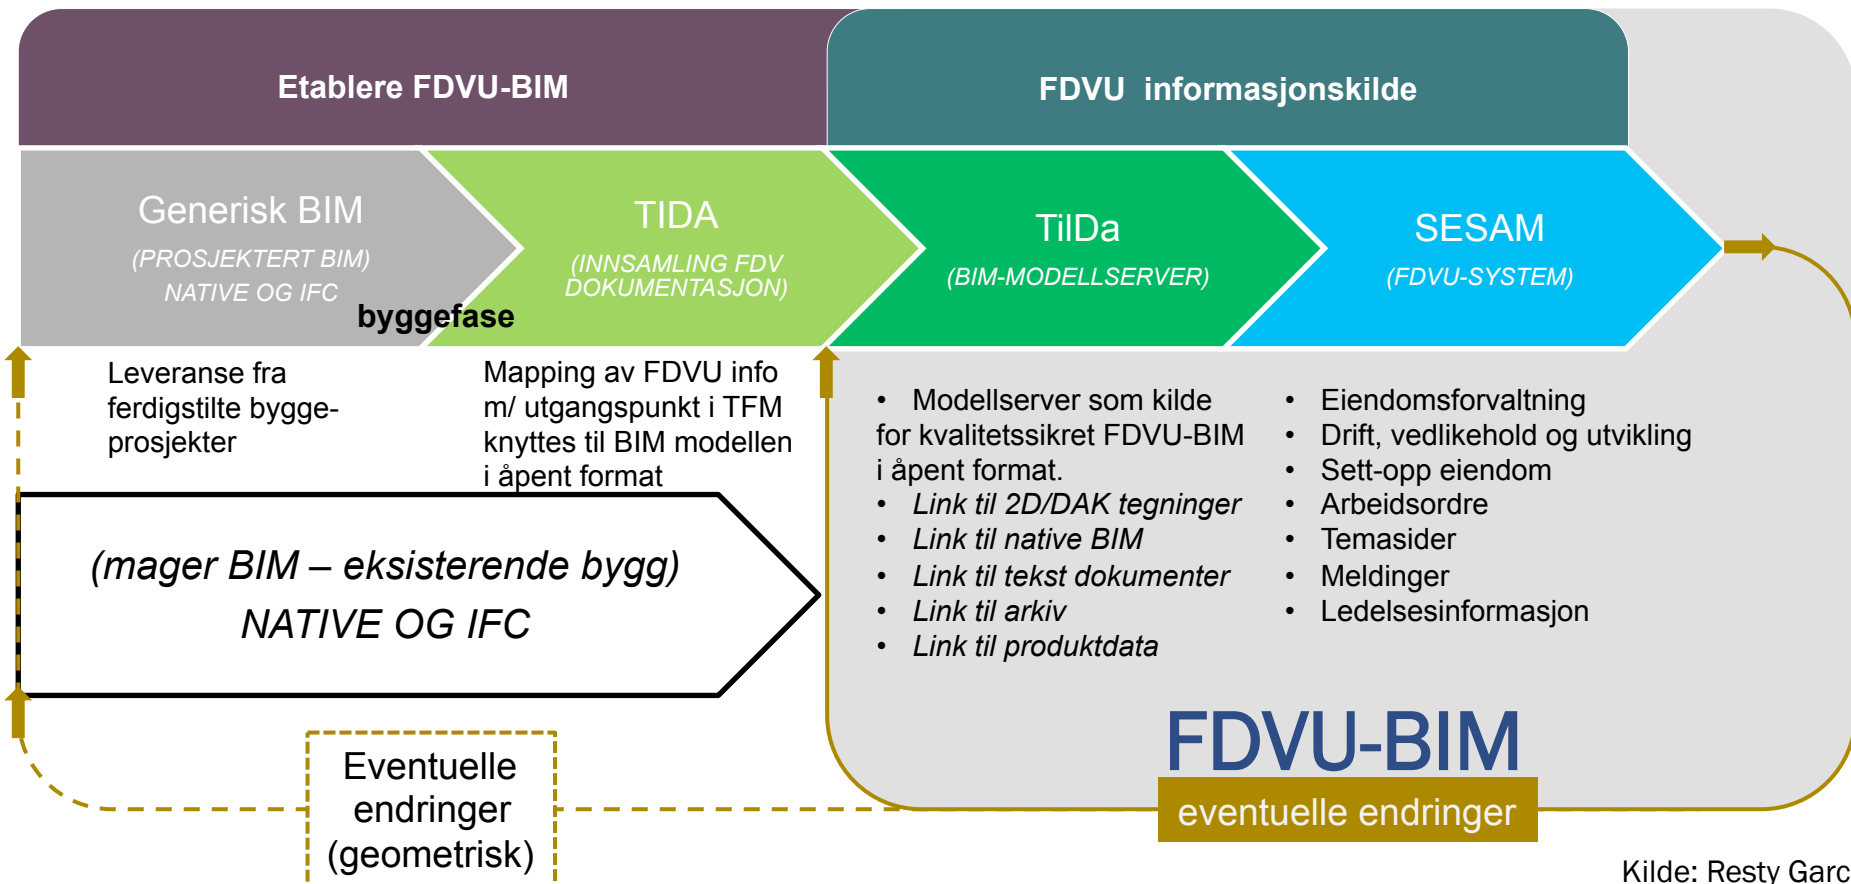 Etablere FDVU-BIM
FDVU informasjonskilde
Generisk BIM
(PROSJEKTERT BIM)
NATIVE OG IFC
byggefase
TIDA
(INNSAMLING FDV
DOKUMENTASJON)
TilDa
(BIM-MODELLSERVER)
SESAM
(FDVU-SYSTEM)
Leveranse fra
ferdigstilte bygge-
prosjekter
Mapping av FDVU info
m/ utgangspunkt i TFM
knyttes til BIM modellen
i åpent format
• Modellserver som kilde
for kvalitetssikret FDVU-BIM
i åpent format.
• Link til 2D/DAK tegninger
• Link til native BIM
• Link til tekst dokumenter
• Link til arkiv
• Link til produktdata
• Eiendomsforvaltning
• Drift, vedlikehold og utvikling
• Sett-opp eiendom
• Arbeidsordre
• Temasider
• Meldinger
• Ledelsesinformasjon
(mager BIM – eksisterende bygg)
NATIVE OG IFC
FDVU-BIM
eventuelle endringer
Eventuelle
endringer
(geometrisk)
Kilde: Resty Garc